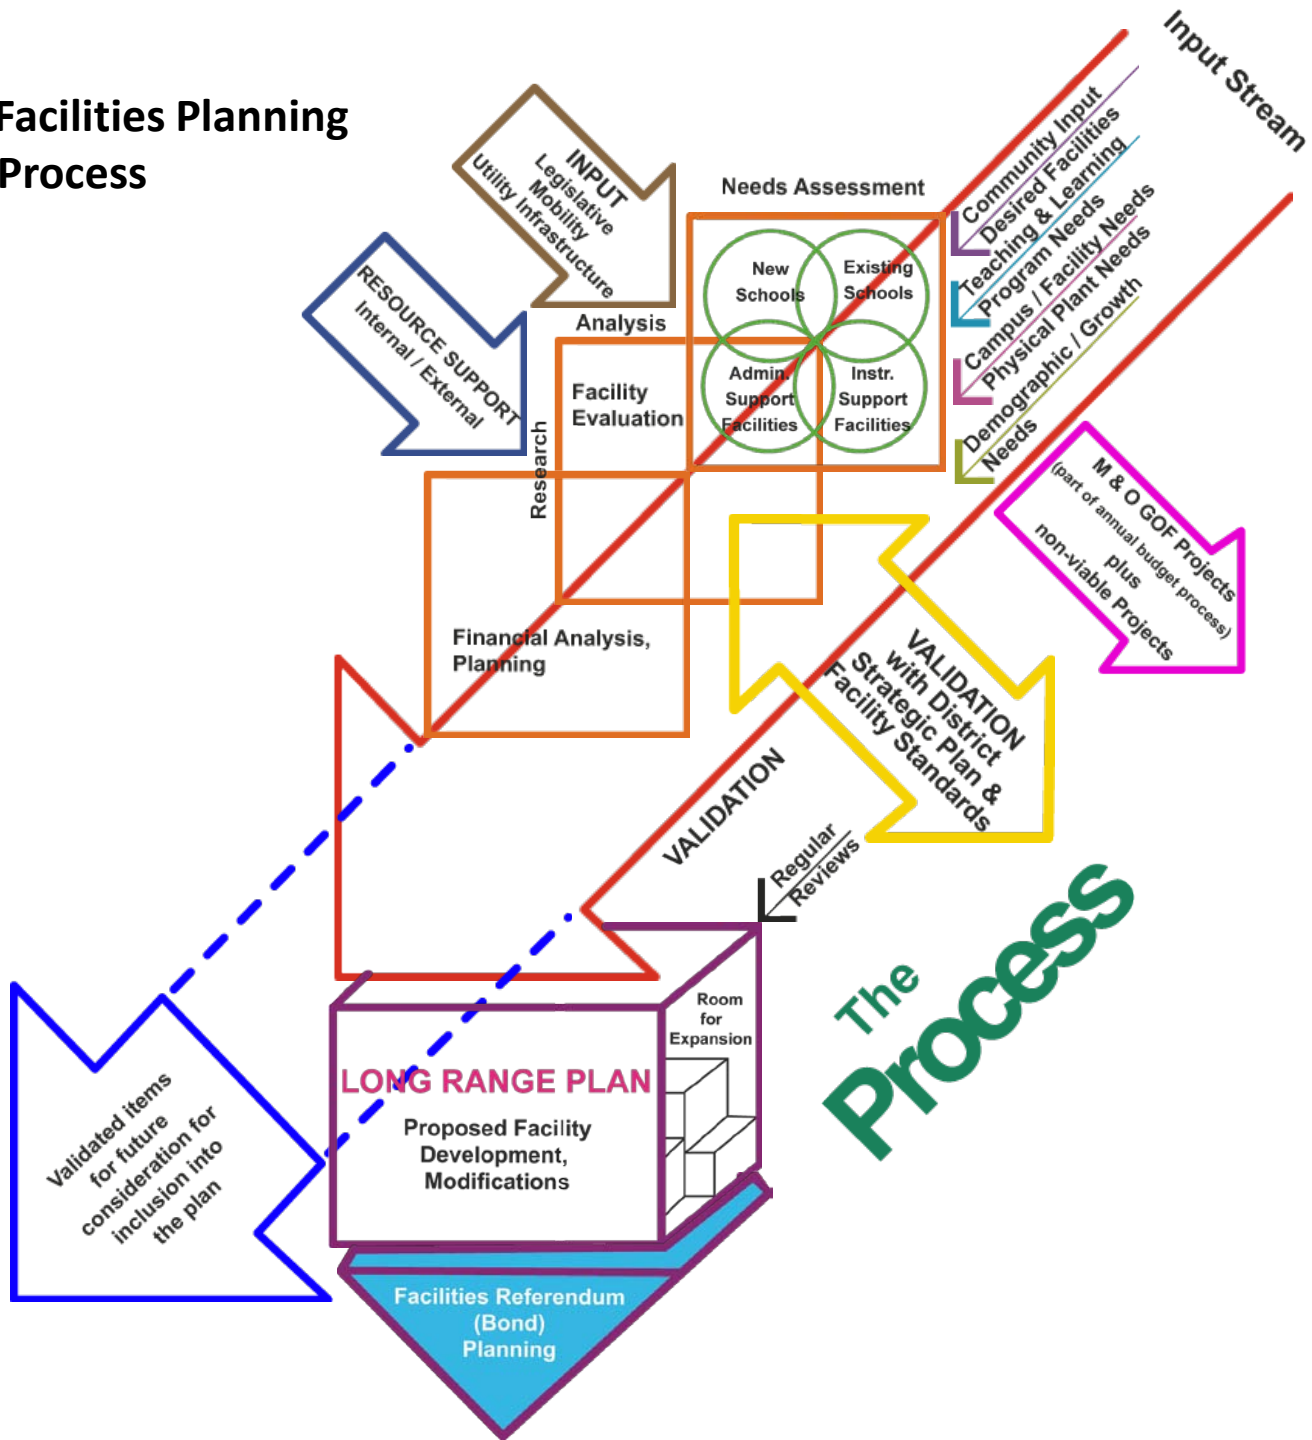 Facilities Planning
Process
Input Stream
INPUT
Legislative
Mobility
Utility Infrastructure
RESOURCE SUPPORT
Internal / External
Needs Assessment
New
Schools
Existing
Schools
Admin.
Support
Facilities
Instr.
Support
Facilities
Community Input
Desired Facilities
Teaching & Learning
Program Needs
Campus / Facility Needs
Physical Plant Needs
Demographic / Growth
Needs
Analysis
Research
Facility
Evaluation
Financial Analysis,
Planning
M & O GOF Projects
(part of annual budget process)
plus
non-viable Projects
VALIDATION
with District
Strategic Plan &
Facility Standards
VALIDATION
Regular
Reviews
The
Process
Room
for
Expansion
LONG RANGE PLAN
Proposed Facility
Development,
Modifications
Validated items
for future
consideration for
inclusion into
the plan
Facilities Referendum
(Bond)
Planning